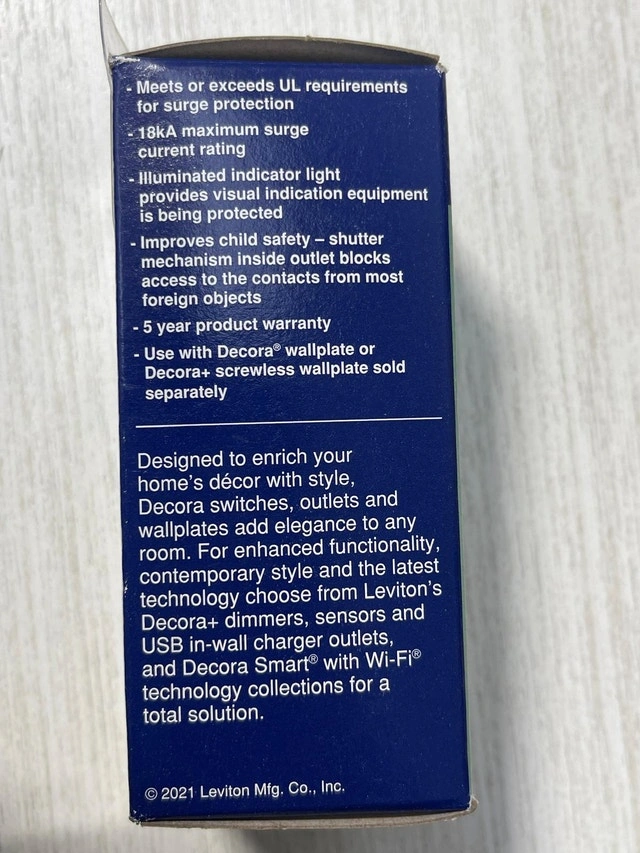 - Meets or exceeds UL requirements
for surge protection
- 18kA maximum surge
current rating
- Illuminated indicator light
provides visual indication equipment
is being protected
- Improves child safety – shutter
mechanism inside outlet blocks
access to the contacts from most
foreign objects
- 5 year product warranty
- Use with Decora® wallplate or
Decora+ screwless wallplate sold
separately
Designed to enrich your
home's décor with style,
Decora switches, outlets and
wallplates add elegance to any
room. For enhanced functionality,
contemporary style and the latest
technology choose from Leviton's
Decora+ dimmers, sensors and
USB in-wall charger outlets,
and Decora Smart® with Wi-Fi®
technology collections for a
total solution.
© 2021 Leviton Mfg. Co., Inc.